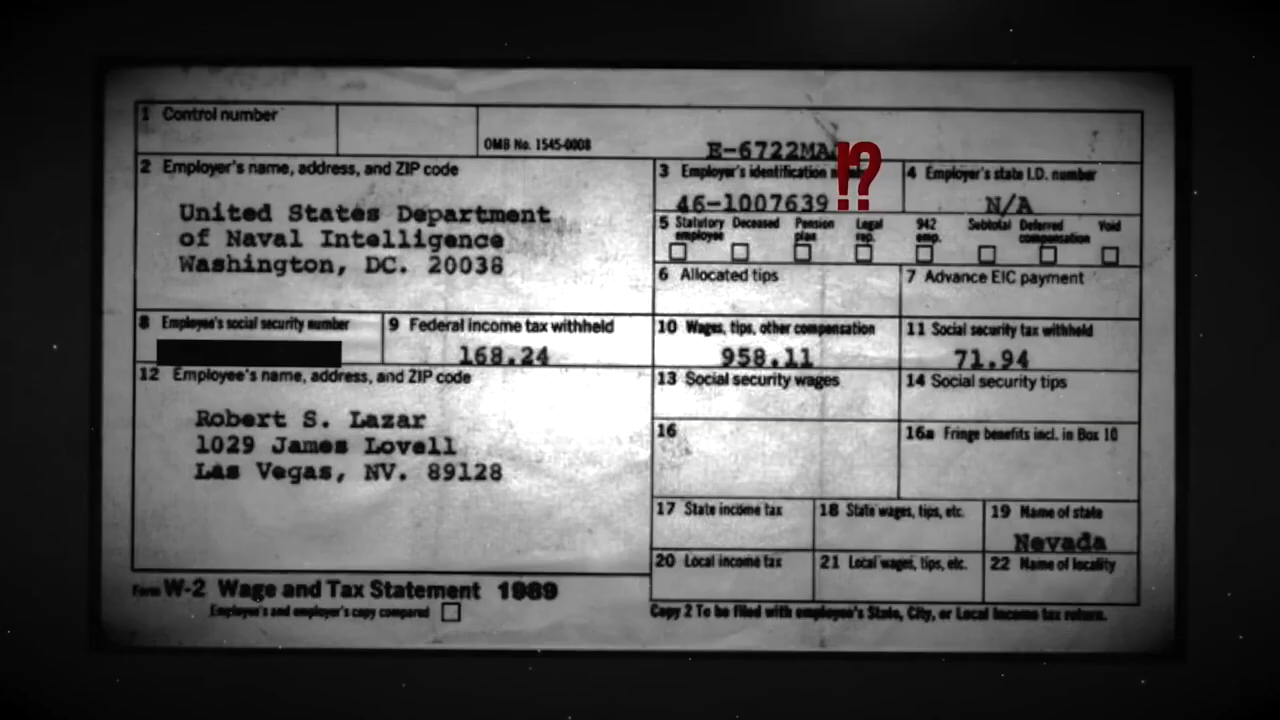 1 Control number
OMB No. 1545-0008
E-6722MA
⁉
2 Employer's name, address, and ZIP code
United States Department
of Naval Intelligence
Washington, DC. 20038
3 Employer's identification
46-1007639
4 Employer's state I.D. number
N/A
5 Statutory employee Deceased Pension plan Legal rep. 942 emp. Subtotal Deferred compensation Void
6 Allocated tips
7 Advance EIC payment
8 Employee's social security number
9 Federal income tax withheld
168.24
10 Wages, tips, other compensation
958.11
11 Social security tax withheld
71.94
12 Employee's name, address, and ZIP code
Robert S. Lazar
1029 James Lovell
Las Vegas, NV. 89128
13 Social security wages
14 Social security tips
16
16a Fringe benefits incl. in Box 10
17 State income tax
18 State wages, tips, etc.
19 Name of state
Nevada
20 Local income tax
21 Local wages, tips, etc.
22 Name of locality
Form W-2 Wage and Tax Statement 1989
Employee's and employer's copy compared
Copy 2 To be filed with employee's State, City, or Local Income tax return.